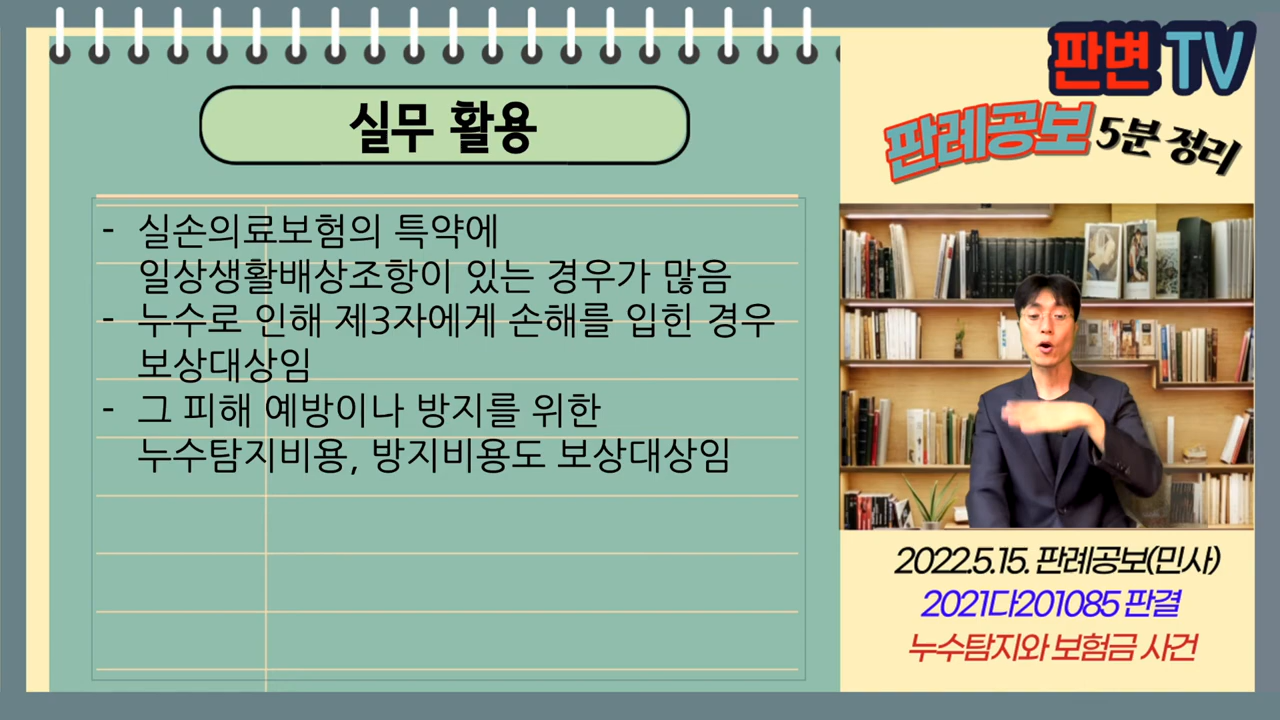 실무 활용
- 실손의료보험의 특약에
일상생활배상조항이 있는 경우가 많음
- 누수로 인해 제3자에게 손해를 입힌 경우
보상대상임
- 그 피해 예방이나 방지를 위한
누수탐지비용, 방지비용도 보상대상임
판변 TV
판례공보 5분 정리
2022.5.15. 판례공보(민사)
2021다201085 판결
누수탐지와 보험금 사건